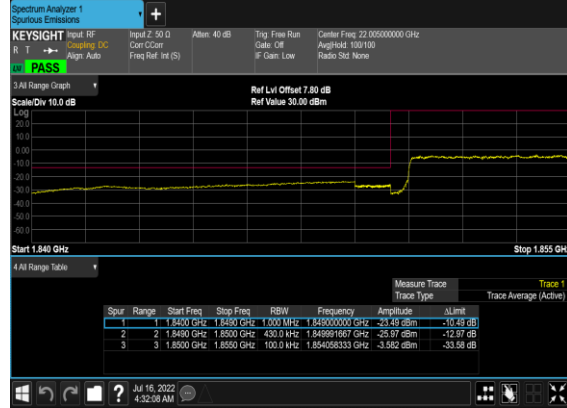 Spectrum Analyzer 1
Spurious Emissions
+
KEYSIGHT Input: RF Input Z: 50 Ω Atten: 40 dB Trig: Free Run Center Freq: 22.005000000 GHz
R T Coupling: DC Corr CCorr Gate: Off Avg|Hold: 100/100
Align: Auto Freq Ref: Int (S) IF Gain: Low Radio Std: None
PASS
3 All Range Graph
Ref Lvl Offset 7.80 dB
Scale/Div 10.0 dB Ref Value 30.00 dBm
Log
20.0
10.0
0.00
-10.0
-20.0
-30.0
-40.0
-50.0
-60.0
Start 1.840 GHz Stop 1.855 GH
4 All Range Table
Measure Trace Trace 1
Trace Type Trace Average (Active)
Spur Range Start Freq Stop Freq RBW Frequency Amplitude ΔLimit
1 1 1.8400 GHz 1.8490 GHz 1.000 MHz 1.849000000 GHz -23.49 dBm -10.49 dB
2 2 1.8490 GHz 1.8500 GHz 430.0 kHz 1.849991667 GHz -25.97 dBm -12.97 dB
3 3 1.8500 GHz 1.8550 GHz 100.0 kHz 1.854058333 GHz -3.582 dBm -33.58 dB
? Jul 16, 2022
4:32:08 AM